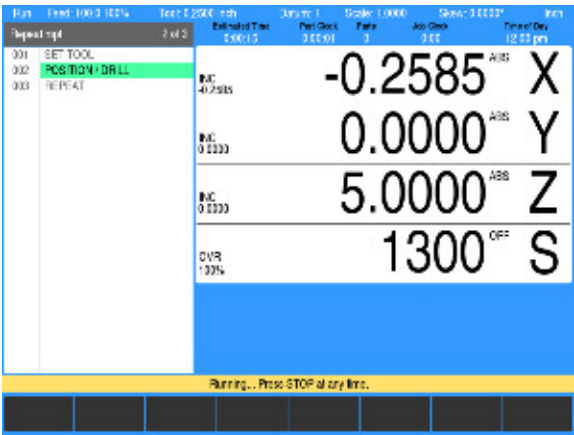 Run Feed: 100.0 100% Tool: 0.2500 inch Datum: 1 Scale: 1.0000 Skew: 0.0000° Inch
Estimated Time Part Clock Parts Job Clock Time of Day
Repeat.mpt 2 of 3 0:00:15 0:00:01 0 0:00 12:00 pm
001 SET TOOL
002 POSITION / DRILL
003 REPEAT
INC -0.2585 ABS X
INC
0.0000 0.0000 ABS Y
INC
0.0000 5.0000 ABS Z
OVR
100% 1300 OFF S
Running... Press STOP at any time.